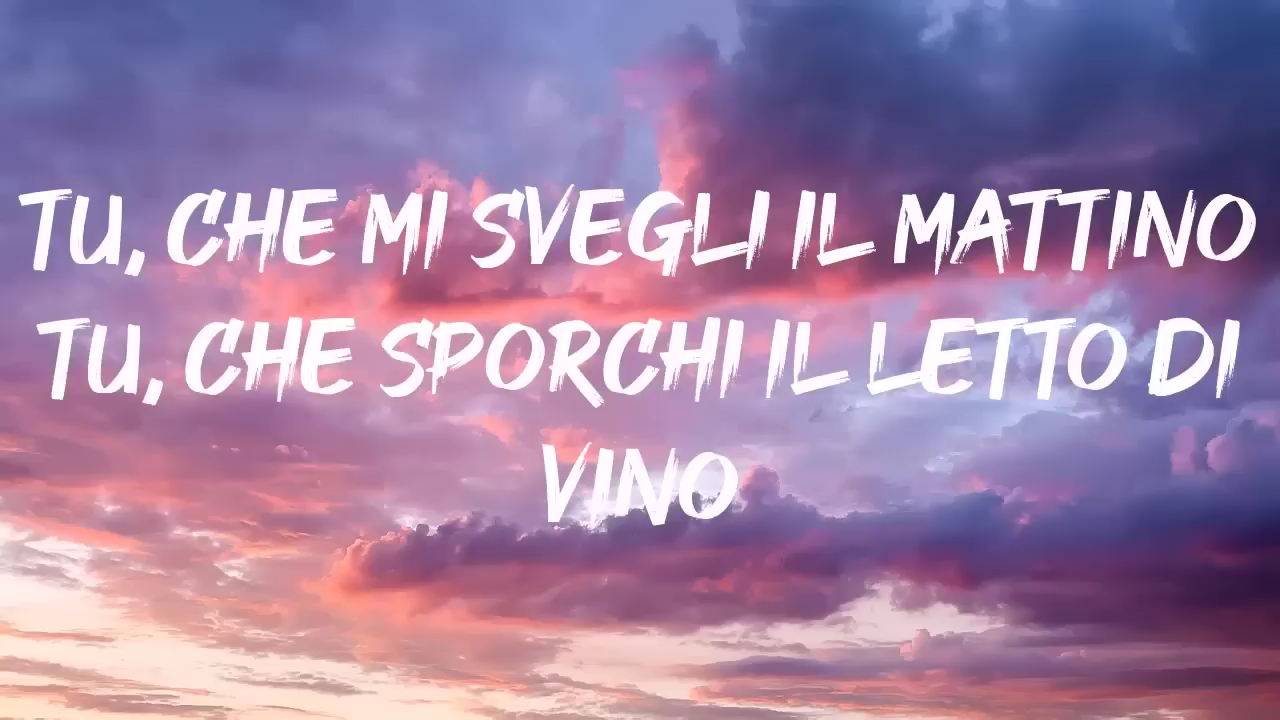 TU, CHE MI SVEGLI IL MATTINO
TU, CHE SPORCHI IL LETTO DI
VINO